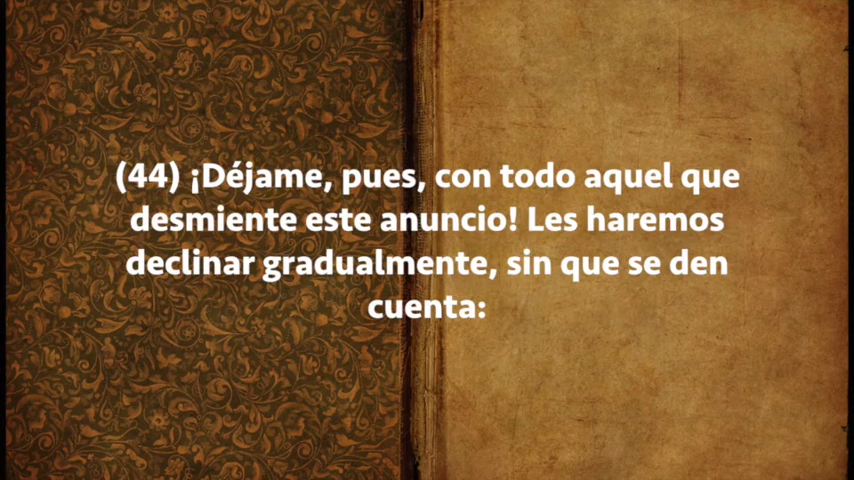 (44) ¡Déjame, pues, con todo aquel que
desmiente este anuncio! Les haremos
declinar gradualmente, sin que se den
cuenta: